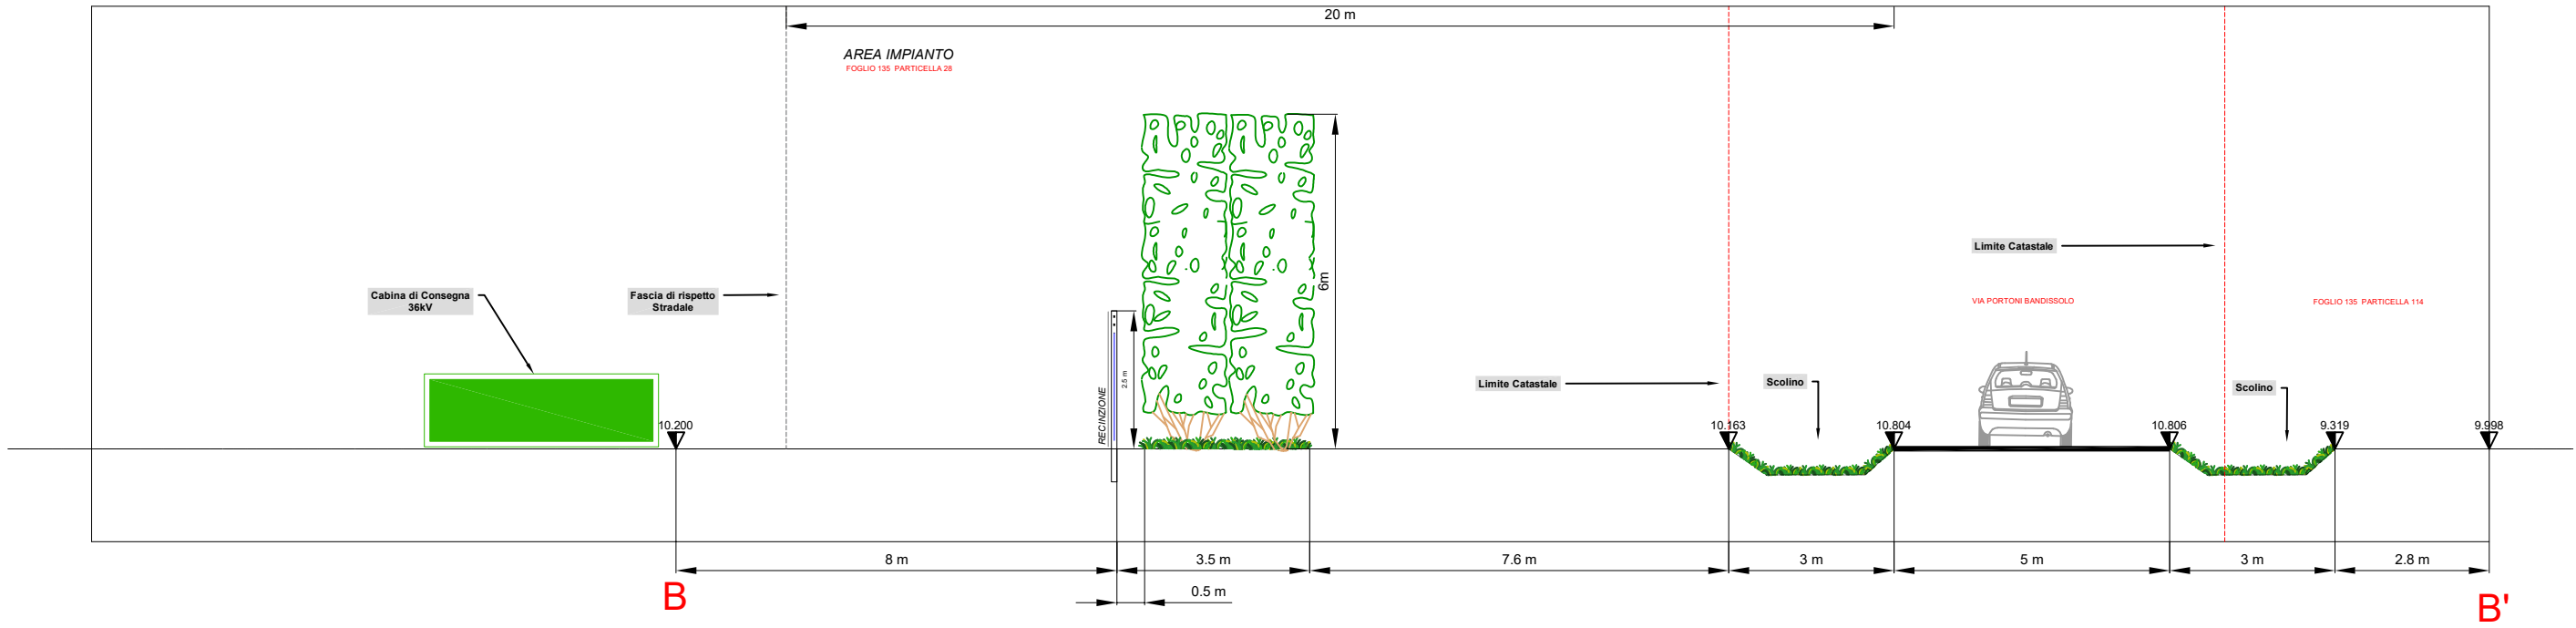 20 m
AREA IMPIANTO
FOGLIO 135 PARTICELLA 28
Limite Catastale
6m
Cabina di Consegna
36kV
Fascia di rispetto
Stradale
VIA PORTONI BANDISSOLO
FOGLIO 135 PARTICELLA 114
2.5 m
RECINZIONE
Limite Catastale
Scolino
Scolino
10.200
10.163
10.804
10.806
9.319
9.998
8 m
3.5 m
7.6 m
3 m
5 m
3 m
2.8 m
0.5 m
B
B'